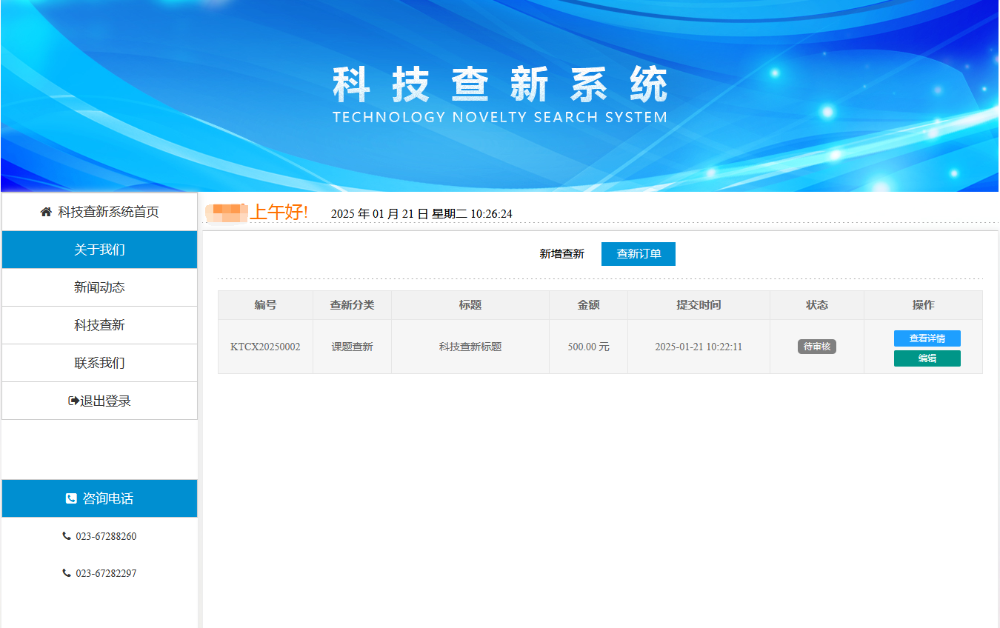 科技查新系统
TECHNOLOGY NOVELTY SEARCH SYSTEM
科技查新系统首页
关于我们
新闻动态
科技查新
联系我们
退出登录
咨询电话
023-67288260
023-67282297
上午好! 2025 年 01 月 21 日 星期二 10:26:24
新增查新 查新订单
编号 查新分类 标题 金额 提交时间 状态 操作
KTCX20250002 课题查新 科技查新标题 500.00 元 2025-01-21 10:22:11 待审核 查看详情
编辑